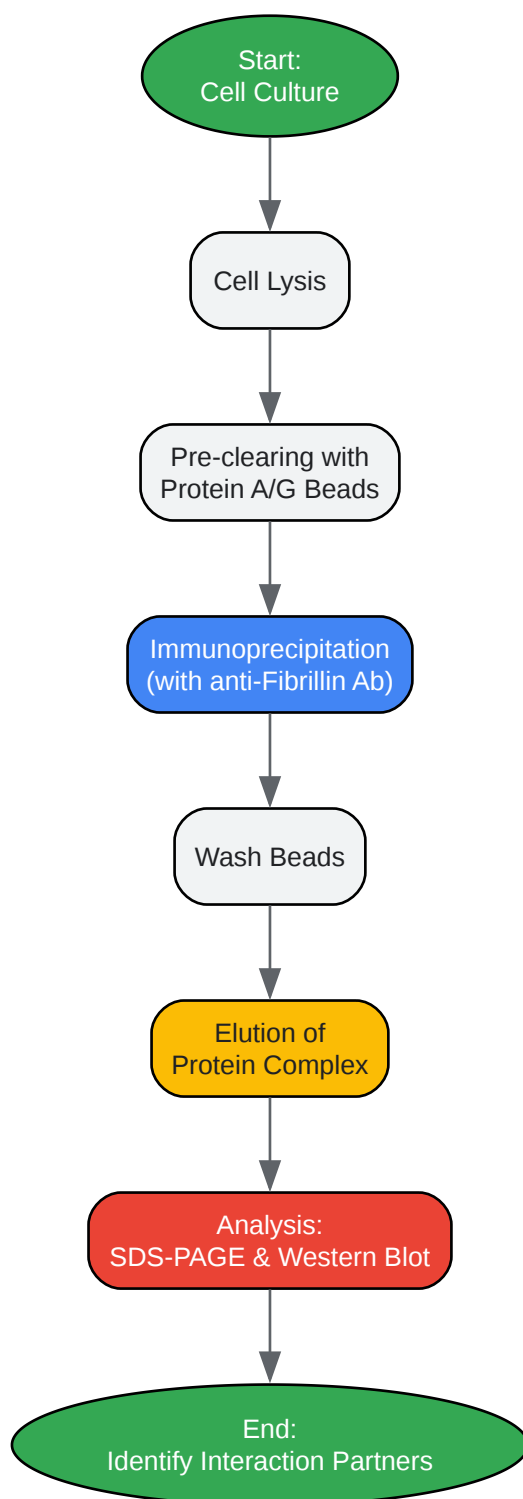 Start:
Cell Culture
Cell Lysis
Pre-clearing with
Protein A/G Beads
Immunoprecipitation
(with anti-Fibrillin Ab)
Wash Beads
Elution of
Protein Complex
Analysis:
SDS-PAGE & Western Blot
End:
Identify Interaction Partners